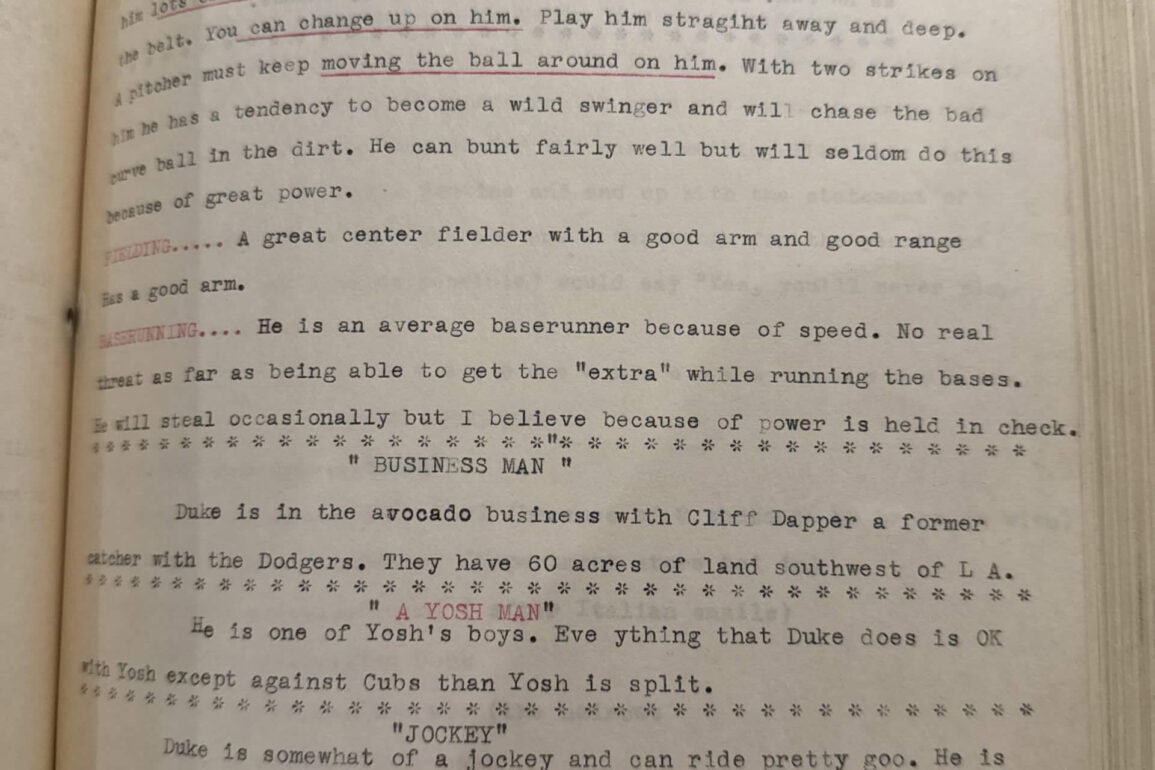 him lots
the belt. You can change up on him. Play him stragiht away and deep.
A pitcher must keep moving the ball around on him. With two strikes on
him he has a tendency to become a wild swinger and will chase the bad
curve ball in the dirt. He can bunt fairly well but will seldom do this
because of great power.
FIELDING..... A great center fielder with a good arm and good range
Has a good arm.
BASERUNNING.... He is an average baserunner because of speed. No real
threat as far as being able to get the "extra" while running the bases.
He will steal occasionally but I believe because of power is held in check.
* * * * * * * * * * * * * * * * *"* * * * * * * * * * * * * * * * *
" BUSINESS MAN "
Duke is in the avocado business with Cliff Dapper a former
catcher with the Dodgers. They have 60 acres of land southwest of L A.
* * * * * * * * * * * * * * * * * * * * * * * * * * * * * * * * * *
" A YOSH MAN"
He is one of Yosh's boys. Eve ything that Duke does is OK
with Yosh except against Cubs than Yosh is split.
* * * * * * * * * * * * * * * * * * * * * * * * * * * * * * * * * *
"JOCKEY"
Duke is somewhat of a jockey and can ride pretty goo. He is